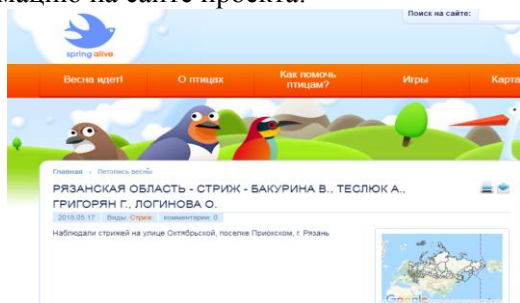 мацию на сайте проекта.
Поиск на сайте:
spring alive
Весна идет! О птицах Как помочь птицам? Игры Карта
Главная › Летопись весны
РЯЗАНСКАЯ ОБЛАСТЬ - СТРИЖ - БАКУРИНА В., ТЕСЛЮК А.,
ГРИГОРЯН Г., ЛОГИНОВА О.
2016.05.17 Виды: Стриж комментарии: 0
Наблюдали стрижей на улице Октябрьской, поселке Приокском, г. Рязань
Google